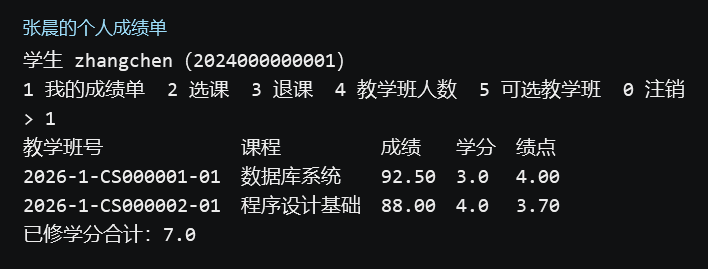 张晨的个人成绩单
学生 zhangchen (2024000000001)
1 我的成绩单  2 选课  3 退课  4 教学班人数  5 可选教学班  0 注销
> 1
教学班号  课程  成绩  学分  绩点
2026-1-CS000001-01  数据库系统  92.50  3.0  4.00
2026-1-CS000002-01  程序设计基础  88.00  4.0  3.70
已修学分合计: 7.0